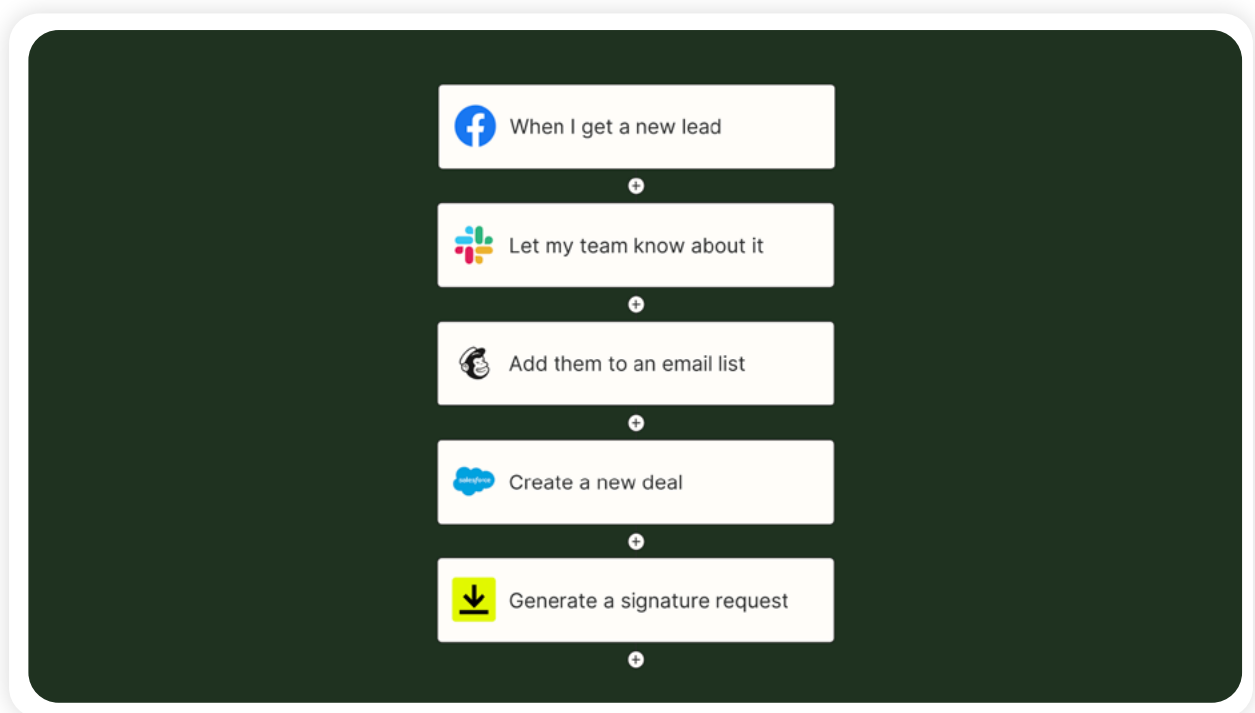 When I get a new lead
Let my team know about it
Add them to an email list
salesforce
Create a new deal
Generate a signature request